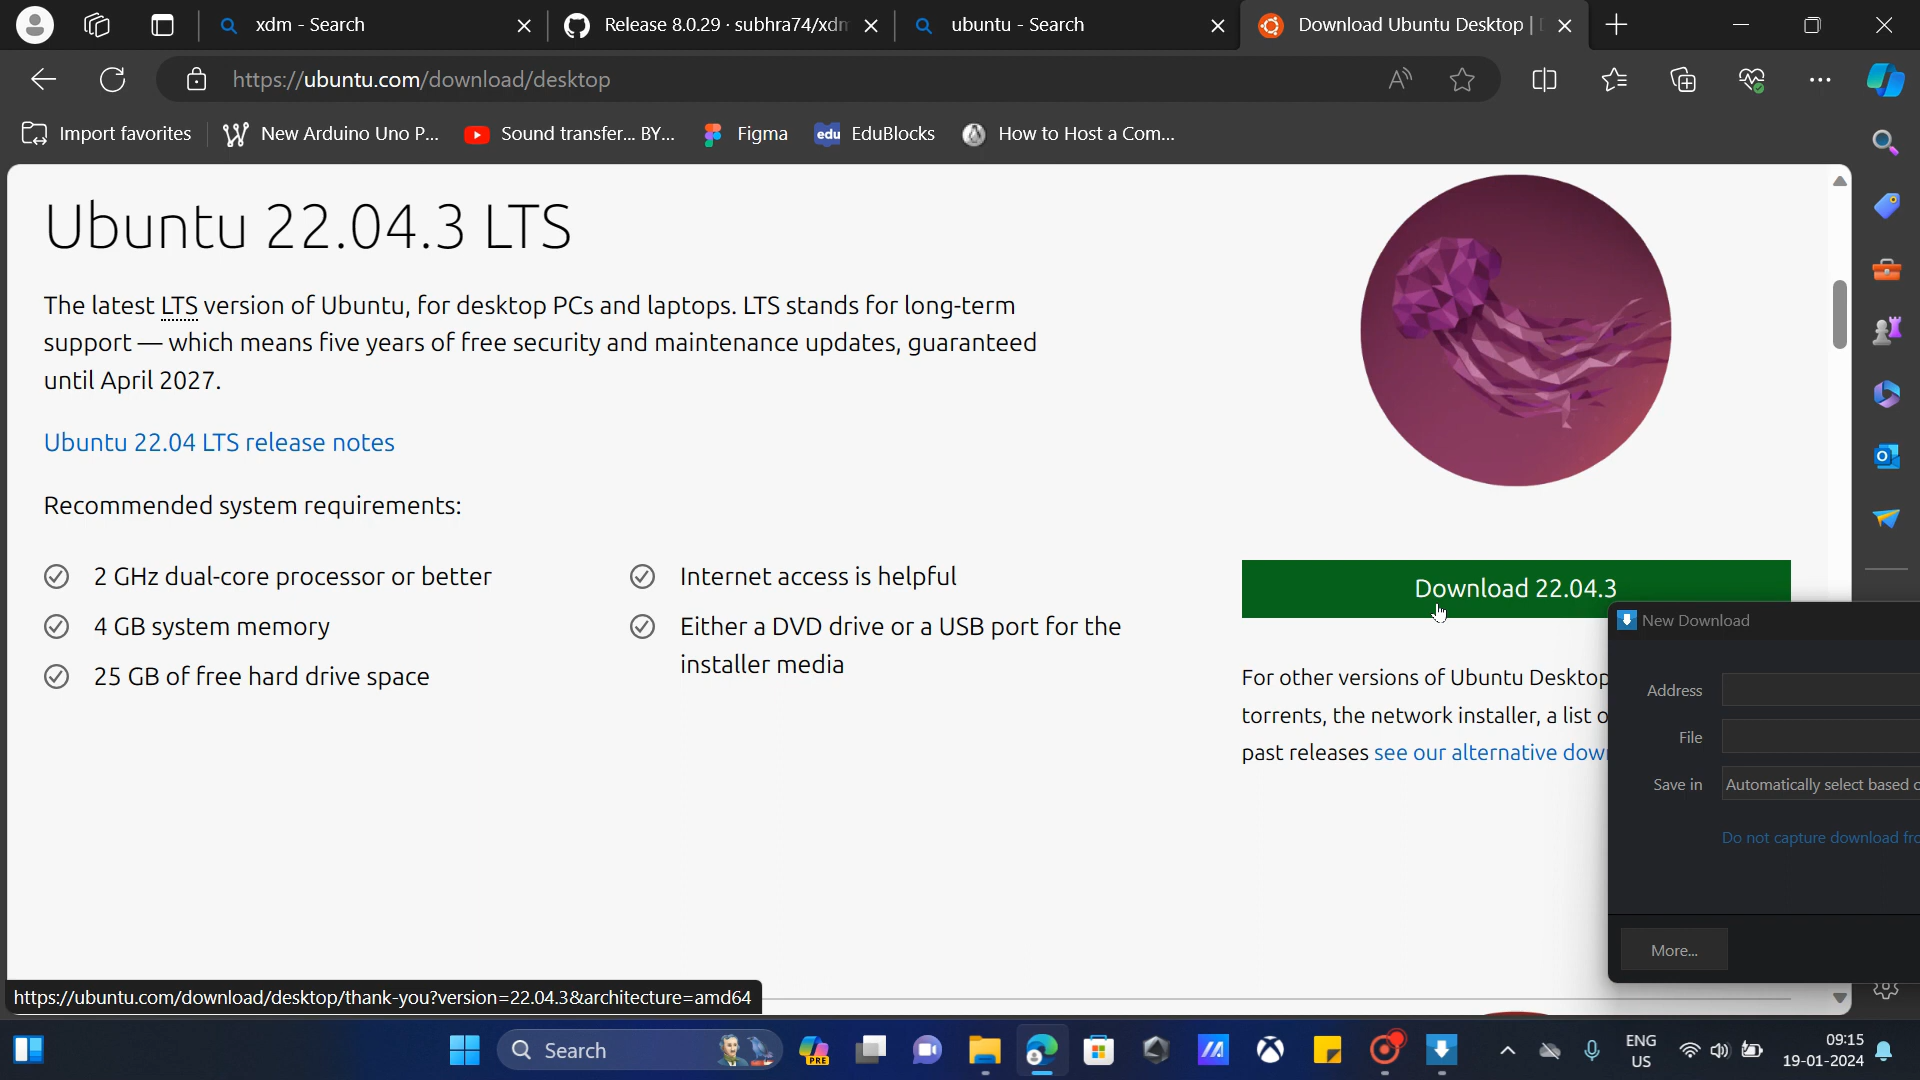 xdm - Search
Release 8.0.29 · subhra74/xdm
ubuntu - Search
Download Ubuntu Desktop |
https://ubuntu.com/download/desktop
Import favorites
New Arduino Uno P...
Sound transfer... BY...
Figma
edu EduBlocks
How to Host a Com...
Ubuntu 22.04.3 LTS
The latest LTS version of Ubuntu, for desktop PCs and laptops. LTS stands for long-term
support — which means five years of free security and maintenance updates, guaranteed
until April 2027.
Ubuntu 22.04 LTS release notes
Recommended system requirements:
2 GHz dual-core processor or better
4 GB system memory
25 GB of free hard drive space
Internet access is helpful
Either a DVD drive or a USB port for the
installer media
Download 22.04.3
For other versions of Ubuntu Desktop
torrents, the network installer, a list o
past releases see our alternative dow
New Download
Address
File
Save in Automatically select based o
Do not capture download fro
More...
https://ubuntu.com/download/desktop/thank-you?version=22.04.3&architecture=amd64
Search
PRE
ENG
US
09:15
19-01-2024